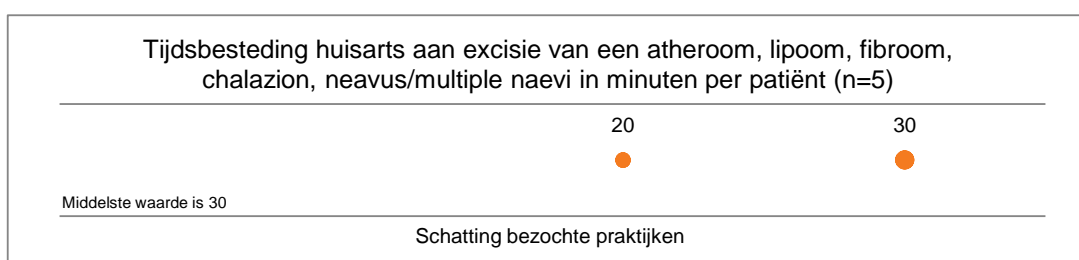 Tijdsbesteding huisarts aan excisie van een atheroom, lipoom, fibroom,
chalazion, neavus/multiple naevi in minuten per patiënt (n=5)
20 30
Middelste waarde is 30
Schatting bezochte praktijken